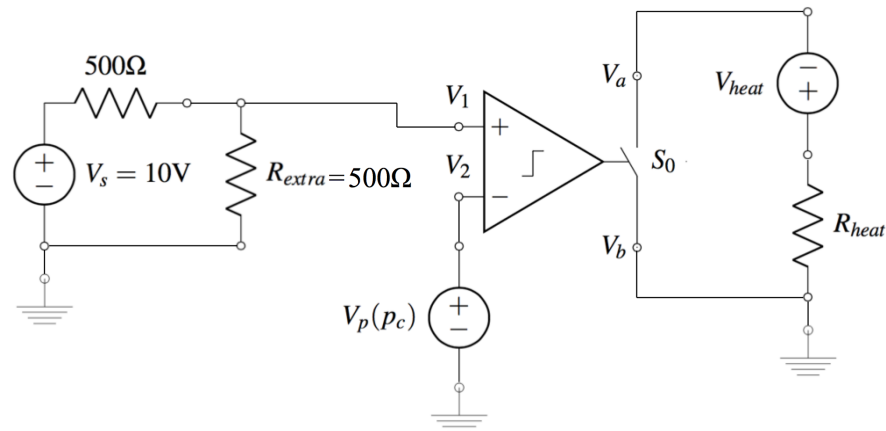 500Ω
V_s = 10V
R_extra = 500Ω
V_1
+
V_2
−
V_p(p_c)
+
−
V_a
S_0
V_b
V_heat
−
+
R_heat
+
−